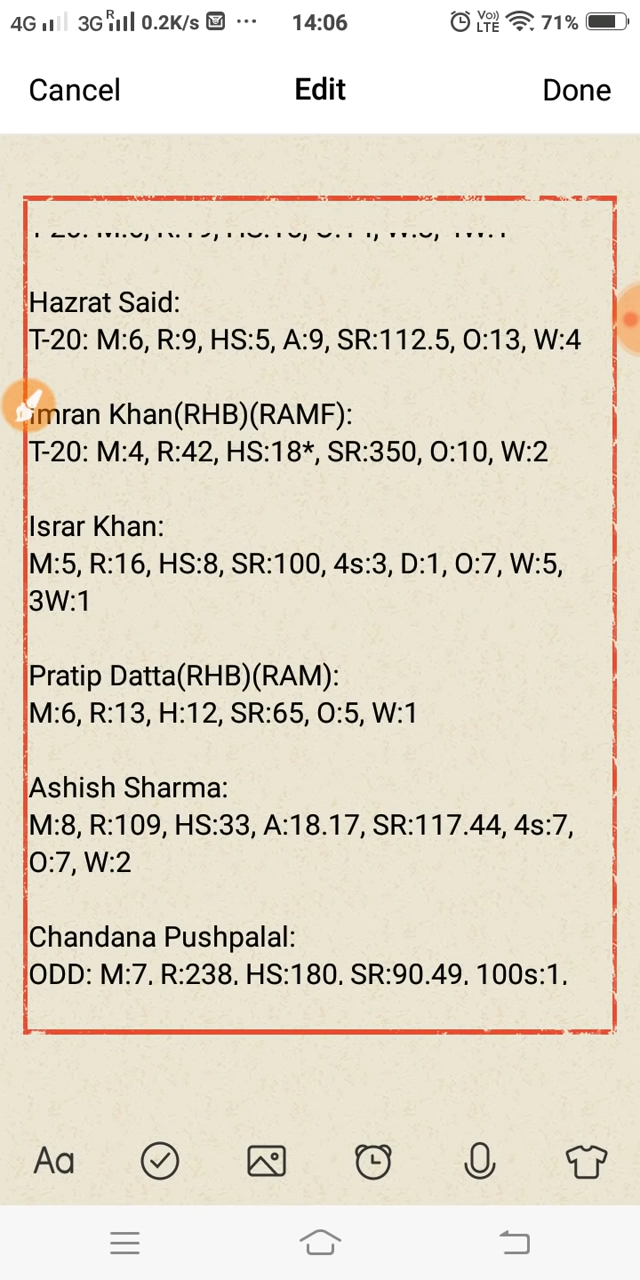 4G 3G R 0.2K/s ... 14:06 Vo)) LTE 71%
Cancel Edit Done
Hazrat Said:
T-20: M:6, R:9, HS:5, A:9, SR:112.5, O:13, W:4
imran Khan(RHB)(RAMF):
T-20: M:4, R:42, HS:18*, SR:350, O:10, W:2
Israr Khan:
M:5, R:16, HS:8, SR:100, 4s:3, D:1, O:7, W:5,
3W:1
Pratip Datta(RHB)(RAM):
M:6, R:13, H:12, SR:65, O:5, W:1
Ashish Sharma:
M:8, R:109, HS:33, A:18.17, SR:117.44, 4s:7,
O:7, W:2
Chandana Pushpalal:
ODD: M:7, R:238, HS:180, SR:90.49, 100s:1,
Aa